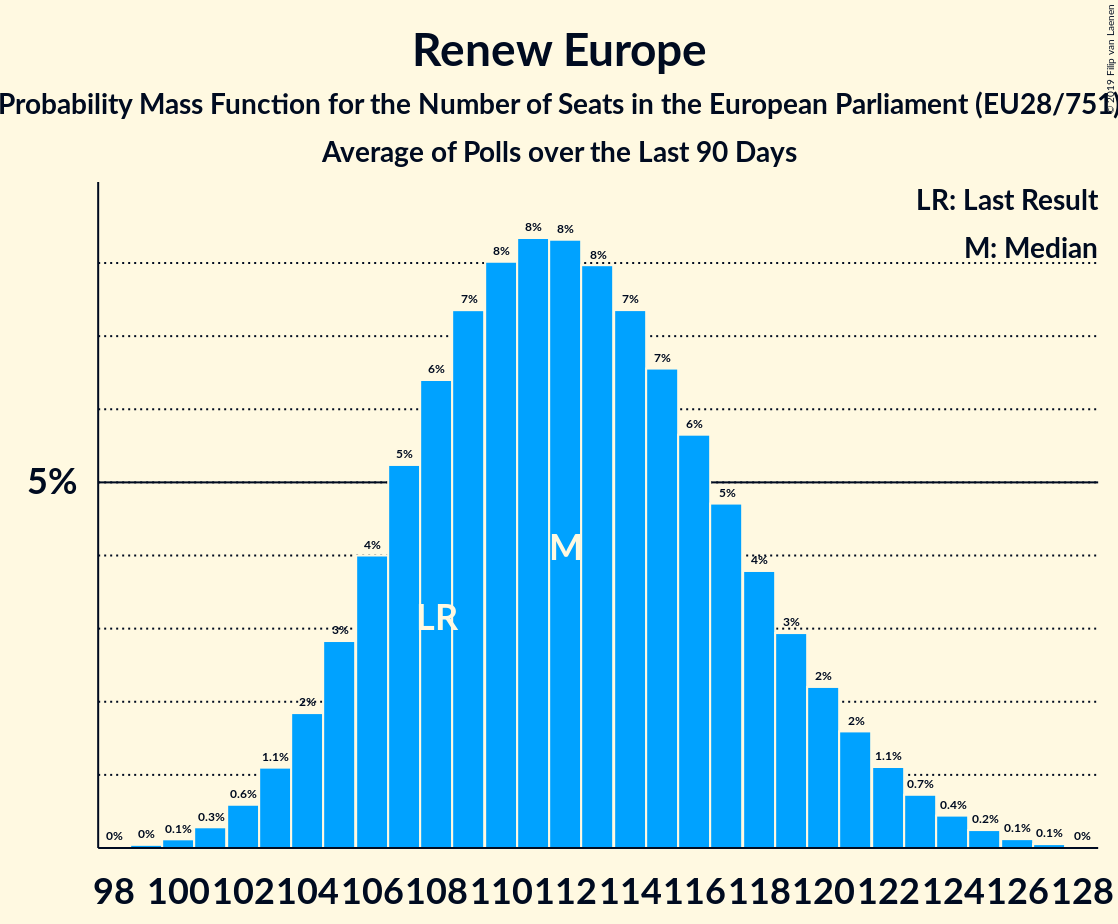 Renew Europe
Probability Mass Function for the Number of Seats in the European Parliament (EU28/751)
Average of Polls over the Last 90 Days
© 2019 Filip van Laenen
LR: Last Result
M: Median
5%
0% 0% 0.1% 0.3% 0.6% 1.1% 2% 3% 4% 5% 6% 7% 8% 8% 8% 8% 7% 7% 6% 5% 4% 3% 2% 2% 1.1% 0.7% 0.4% 0.2% 0.1% 0.1% 0%
M
LR
98 100 102 104 106 108 110 112 114 116 118 120 122 124 126 128